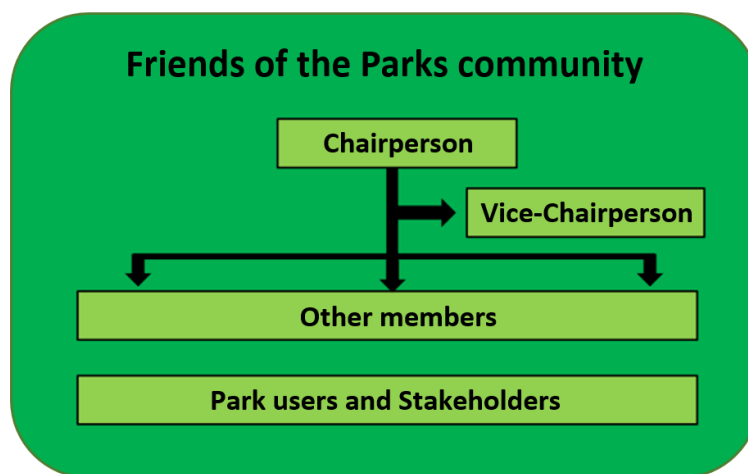 Friends of the Parks community
Chairperson
Vice-Chairperson
Other members
Park users and Stakeholders